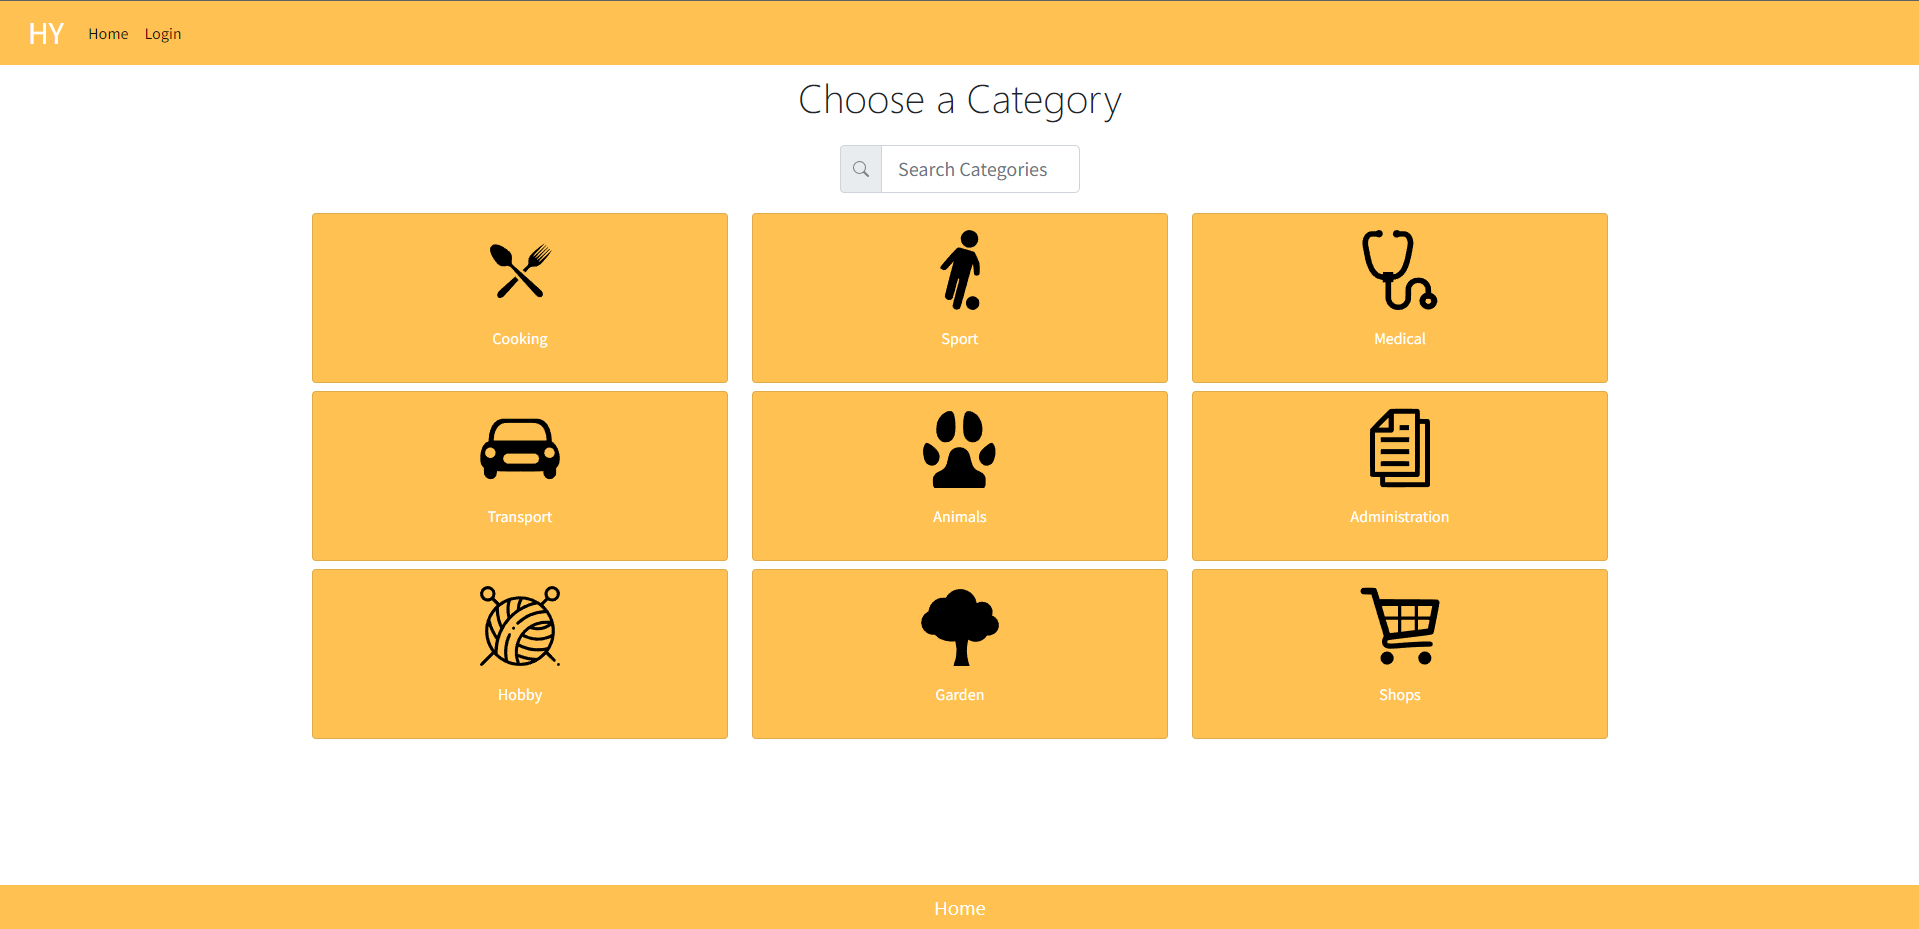 HY Home Login
Choose a Category
Search Categories
Cooking
Sport
Medical
Transport
Animals
Administration
Hobby
Garden
Shops
Home